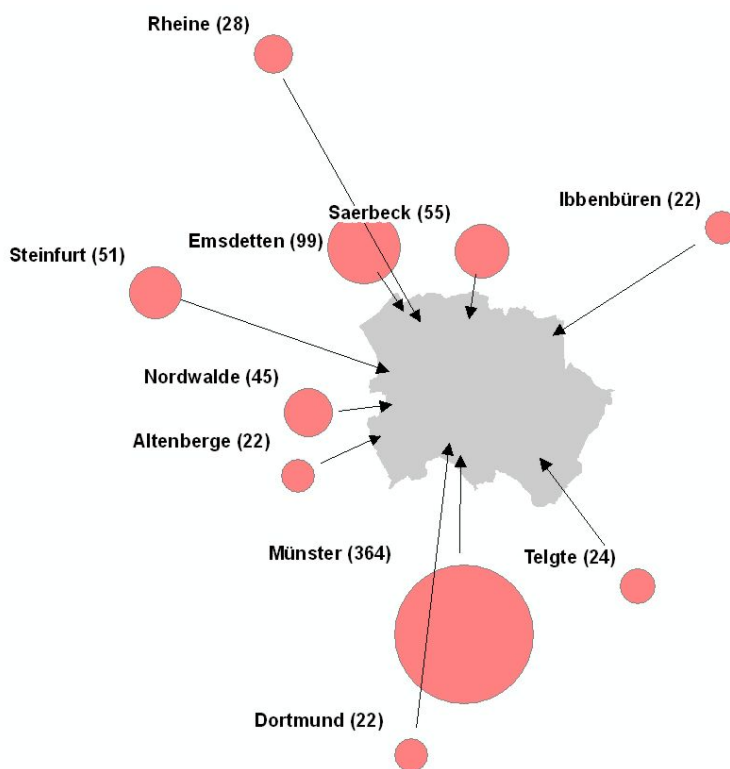 Rheine (28)
Ibbenbüren (22)
Saerbeck (55)
Emsdetten (99)
Steinfurt (51)
Nordwalde (45)
Altenberge (22)
Münster (364)
Telgte (24)
Dortmund (22)